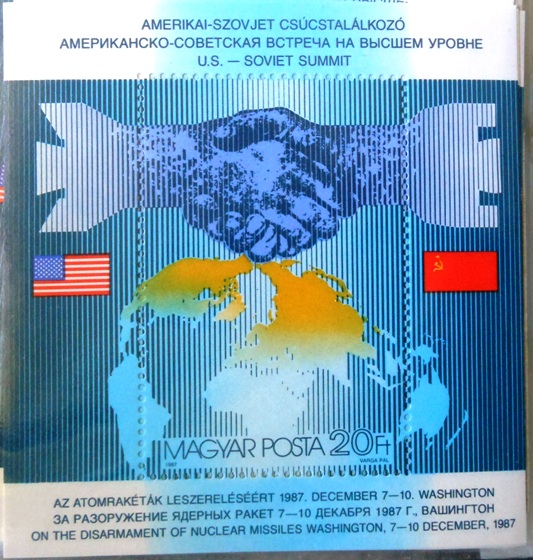 AMERIKAI-SZOVJET CSÚCSTALÁLKOZÓ
АМЕРИКАНСКО-СОВЕТСКАЯ ВСТРЕЧА НА ВЫСШЕМ УРОВНЕ
U.S. — SOVIET SUMMIT
MAGYAR POSTA 20 Ft
1987 VARGA PÁL
AZ ATOMRAKÉTÁK LESZERELÉSÉÉRT 1987. DECEMBER 7—10. WASHINGTON
ЗА РАЗОРУЖЕНИЕ ЯДЕРНЫХ РАКЕТ 7—10 ДЕКАБРЯ 1987 Г., ВАШИНГТОН
ON THE DISARMAMENT OF NUCLEAR MISSILES WASHINGTON, 7—10 DECEMBER, 1987